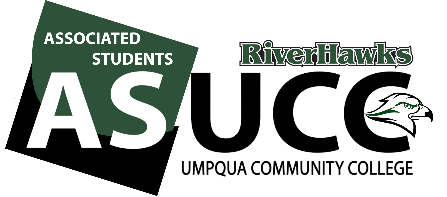 ASSOCIATED
STUDENTS
RiverHawks
ASUCC
UMPQUA COMMUNITY COLLEGE